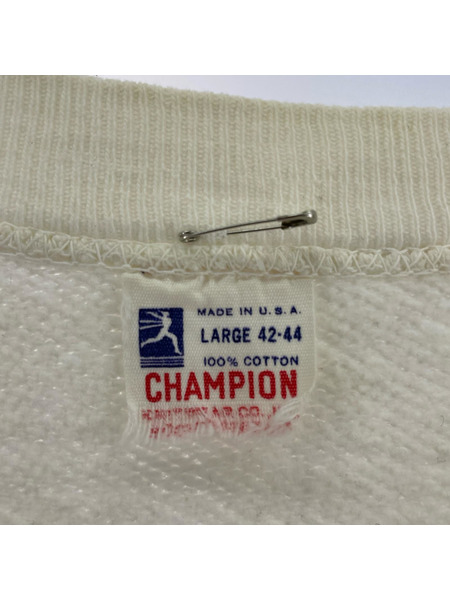 MADE IN U.S.A.
LARGE 42-44
100% COTTON
CHAMPION